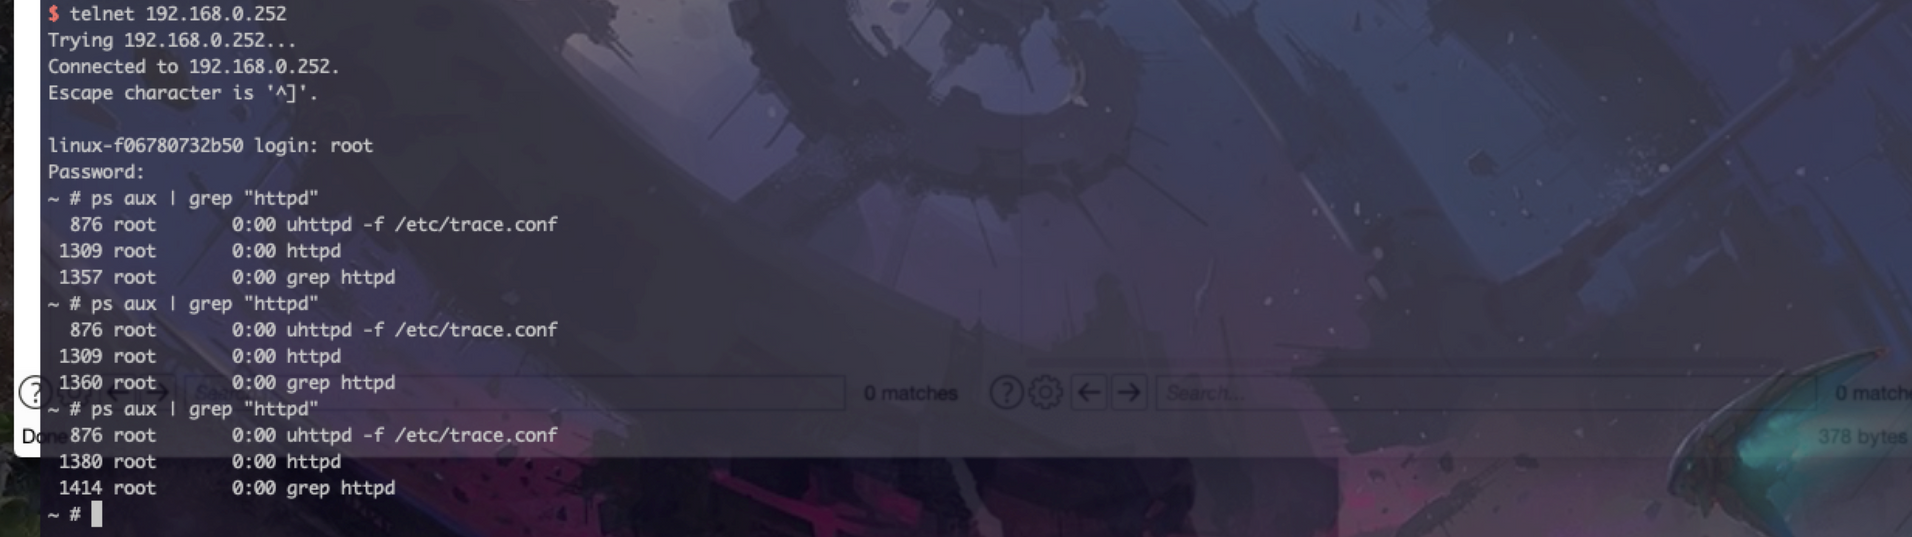 $ telnet 192.168.0.252
Trying 192.168.0.252...
Connected to 192.168.0.252.
Escape character is '^]'.
linux-f06780732b50 login: root
Password:
~ # ps aux | grep "httpd"
876 root 0:00 uhttpd -f /etc/trace.conf
1309 root 0:00 httpd
1357 root 0:00 grep httpd
~ # ps aux | grep "httpd"
876 root 0:00 uhttpd -f /etc/trace.conf
1309 root 0:00 httpd
1360 root 0:00 grep httpd
? Search... 0 matches ? Search... 0 matche
~ # ps aux | grep "httpd"
Done 876 root 0:00 uhttpd -f /etc/trace.conf 378 bytes
1380 root 0:00 httpd
1414 root 0:00 grep httpd
~ #